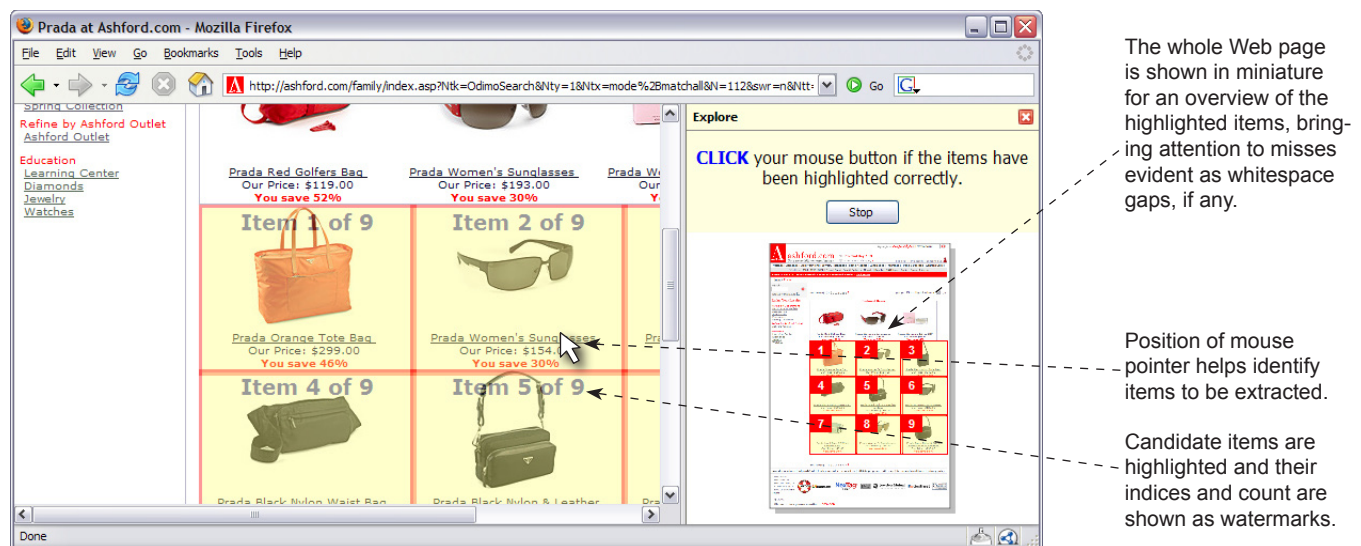 Prada at Ashford.com - Mozilla Firefox
File Edit View Go Bookmarks Tools Help
http://ashford.com/family/index.asp?Ntk=OdimoSearch&Nty=1&Ntx=mode%2Bmatchall&N=112&swr=n&Ntt:
Go
G
Spring Collection
Refine by Ashford Outlet
Ashford Outlet
Education
Learning Center
Diamonds
Jewelry
Watches
Prada Red Golfers Bag
Our Price: $119.00
You save 52%
Prada Women's Sunglasses
Our Price: $193.00
You save 30%
Prada W
Our
Y
Item 1 of 9
Prada Orange Tote Bag
Our Price: $299.00
You save 46%
Item 2 of 9
Prada Women's Sunglasses
Our Price: $154.0
You save 30%
Pra
Item 4 of 9
Prada Black Nylon Waist Bag
Item 5 of 9
Prada Black Nylon & Leather
Pra
Done
Explore
CLICK your mouse button if the items have
been highlighted correctly.
Stop
ashford.com
1 2 3
4 5 6
7 8 9
The whole Web page
is shown in miniature
for an overview of the
highlighted items, bring-
ing attention to misses
evident as whitespace
gaps, if any.
Position of mouse
pointer helps identify
items to be extracted.
Candidate items are
highlighted and their
indices and count are
shown as watermarks.